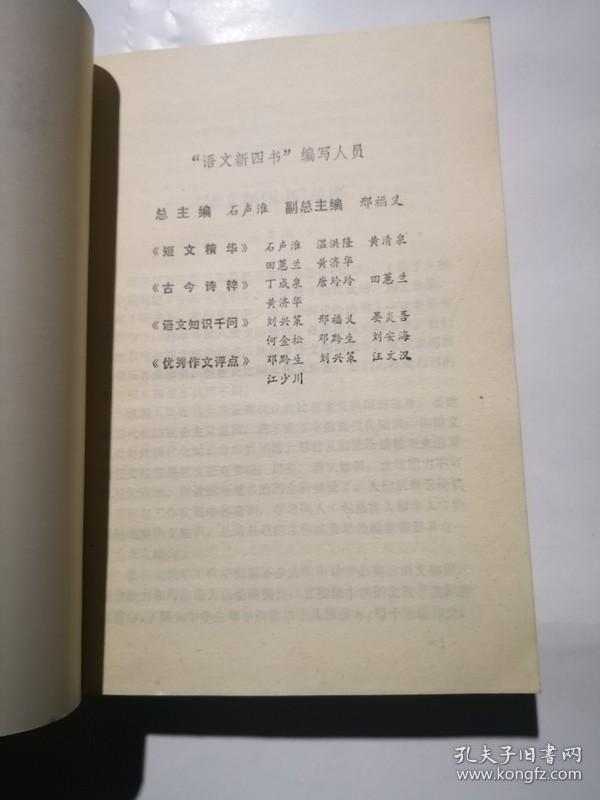 “语文新四书”编写人员
总主编 石声淮 副总主编 邢福义
《短文精华》 石声淮 温洪隆 黄清泉
田蕙兰 黄济华
《古今诗粹》 丁成泉 唐玲玲 田蕙兰
黄济华
《语文知识千问》 刘兴策 邢福义 晏炎吾
何金松 邓黔生 刘安海
《优秀作文评点》 邓黔生 刘兴策 汪文汉
江少川
孔夫子旧书网
www.kongfz.com